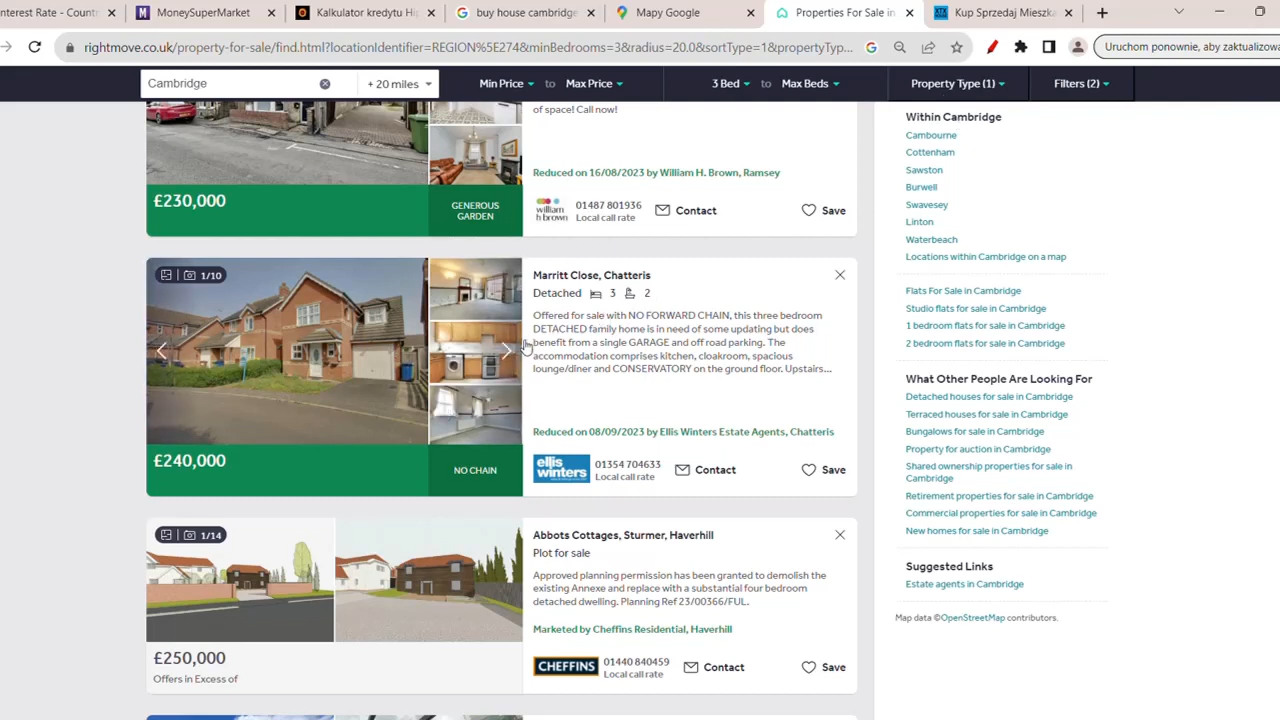 nterest Rate - Count
MoneySuperMarket
Kalkulator kredytu Hip
buy house cambridge
Mapy Google
Properties For Sale in
Kup Sprzedaj Mieszka
rightmove.co.uk/property-for-sale/find.html?locationIdentifier=REGION%5E274&minBedrooms=3&radius=20.0&sortType=1&propertyTyp...
Uruchom ponownie, aby zaktualizowa
Cambridge
+ 20 miles
Min Price
to
Max Price
3 Bed
to
Max Beds
Property Type (1)
Filters (2)
of space! Call now!
Reduced on 16/08/2023 by William H. Brown, Ramsey
£230,000
GENEROUS
GARDEN
william
h brown
01487 801936
Local call rate
Contact
Save
1/10
Marritt Close, Chatteris
Detached 3 2
Offered for sale with NO FORWARD CHAIN, this three bedroom
DETACHED family home is in need of some updating but does
benefit from a single GARAGE and off road parking. The
accommodation comprises kitchen, cloakroom, spacious
lounge/diner and CONSERVATORY on the ground floor. Upstairs...
Reduced on 08/09/2023 by Ellis Winters Estate Agents, Chatteris
£240,000
NO CHAIN
ellis
winters
01354 704633
Local call rate
Contact
Save
1/14
Abbots Cottages, Sturmer, Haverhill
Plot for sale
Approved planning permission has been granted to demolish the
existing Annexe and replace with a substantial four bedroom
detached dwelling. Planning Ref 23/00366/FUL.
Marketed by Cheffins Residential, Haverhill
£250,000
Offers in Excess of
CHEFFINS
01440 840459
Local call rate
Contact
Save
Within Cambridge
Cambourne
Cottenham
Sawston
Burwell
Swavesey
Linton
Waterbeach
Locations within Cambridge on a map
Flats For Sale in Cambridge
Studio flats for sale in Cambridge
1 bedroom flats for sale in Cambridge
2 bedroom flats for sale in Cambridge
What Other People Are Looking For
Detached houses for sale in Cambridge
Terraced houses for sale in Cambridge
Bungalows for sale in Cambridge
Property for auction in Cambridge
Shared ownership properties for sale in
Cambridge
Retirement properties for sale in Cambridge
Commercial properties for sale in Cambridge
New homes for sale in Cambridge
Suggested Links
Estate agents in Cambridge
Map data ©OpenStreetMap contributors.